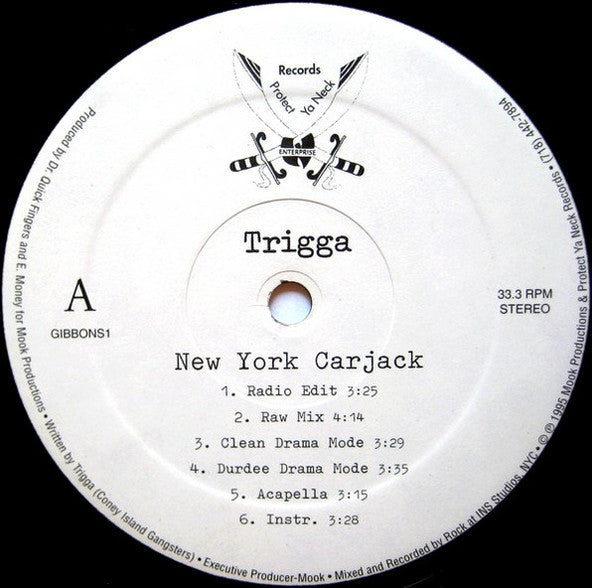 Records
Protect Ya Neck
ENTERPRISE
Trigga
A
GIBBONS1
33.3 RPM
STEREO
New York Carjack
1. Radio Edit 3:25
2. Raw Mix 4:14
3. Clean Drama Mode 3:29
4. Durdee Drama Mode 3:35
5. Acapella 3:15
6. Instr. 3:28
Produced by Dr. Quick Fingers and E. Money for Mook Productions • Written by Trigga (Coney Island Gangsters) • Executive Producer-Mook • Mixed and Recorded by Rock at INS Studios, NYC • © ℗ 1995 Mook Productions & Protect Ya Neck Records • (718) 442-7894